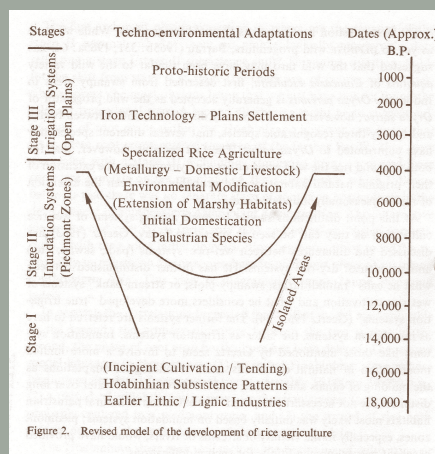 Stages
Techno-environmental Adaptations
Dates (Approx.)
B.P.
Stage III
Irrigation Systems
(Open Plains)
Stage II
Inundation Systems
(Piedmont Zones)
Stage I
Proto-historic Periods
Iron Technology – Plains Settlement
Specialized Rice Agriculture
(Metallurgy – Domestic Livestock)
Environmental Modification
(Extension of Marshy Habitats)
Initial Domestication
Palustrian Species
Isolated Areas
(Incipient Cultivation / Tending)
Hoabinhian Subsistence Patterns
Earlier Lithic / Lignic Industries
1000
2000
3000
4000
6000
8000
10,000
12,000
14,000
16,000
18,000
Figure 2. Revised model of the development of rice agriculture